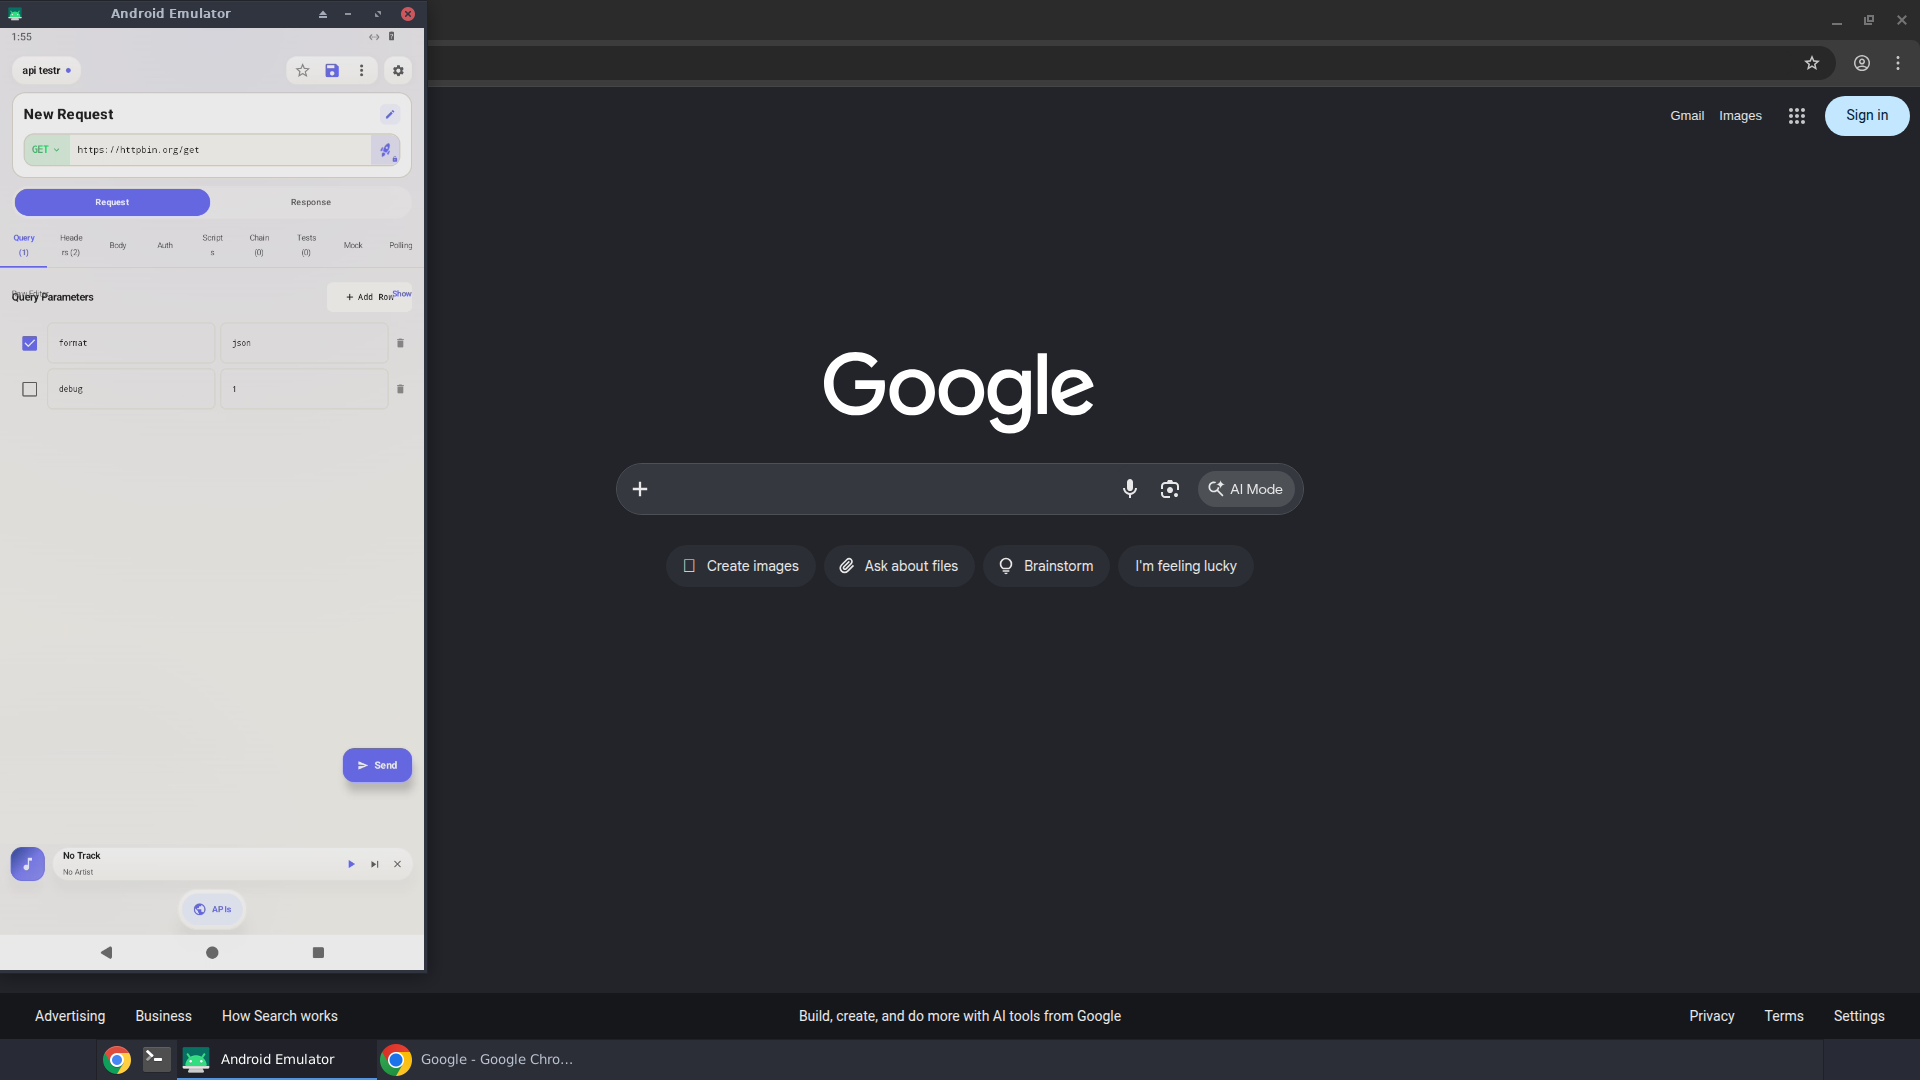 Android Emulator
1:55
api testr
New Request
GET
https://httpbin.org/get
Request
Response
Query (1)
Heade rs (2)
Body
Auth
Script s
Chain (0)
Tests (0)
Mock
Polling
Raw Editor
Query Parameters
+ Add Row
Show
format
json
debug
1
Send
No Track
No Artist
APIs
Gmail
Images
Sign in
Google
AI Mode
Create images
Ask about files
Brainstorm
I'm feeling lucky
Advertising
Business
How Search works
Build, create, and do more with AI tools from Google
Privacy
Terms
Settings
Android Emulator
Google - Google Chro...